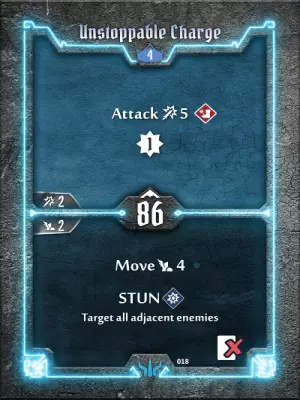 Unstoppable Charge
4
Attack 5
1
2
86
2
Move 4
STUN
Target all adjacent enemies
018